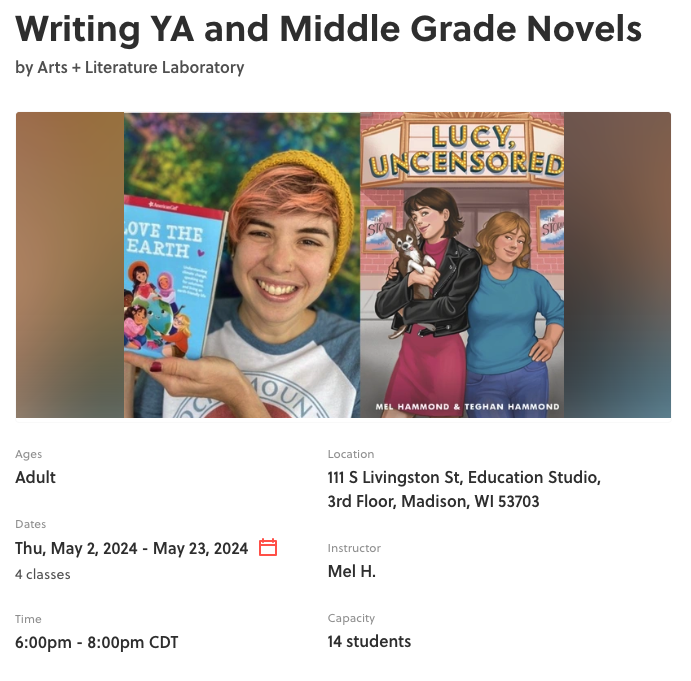 Writing YA and Middle Grade Novels
by Arts + Literature Laboratory
American Girl
LOVE THE
EARTH
LUCY,
UNCENSORED
MEL HAMMOND & TEGHAN HAMMOND
Ages
Adult
Location
111 S Livingston St, Education Studio,
3rd Floor, Madison, WI 53703
Dates
Thu, May 2, 2024 - May 23, 2024
4 classes
Instructor
Mel H.
Time
6:00pm - 8:00pm CDT
Capacity
14 students